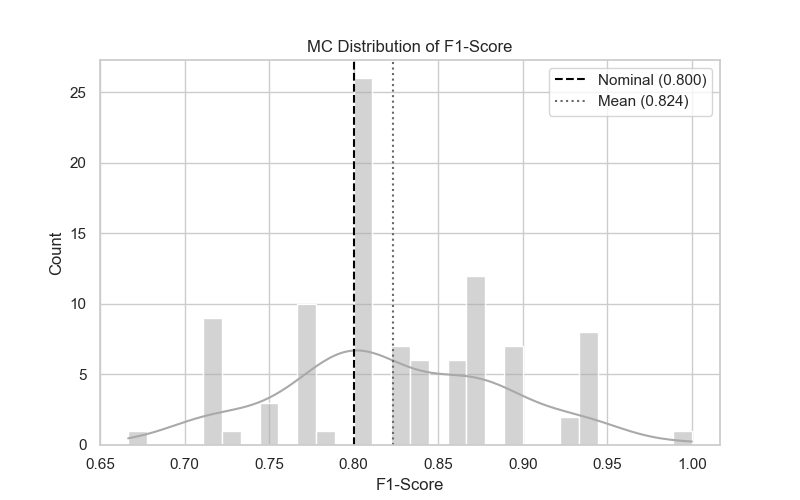 MC Distribution of F1-Score
Nominal (0.800)
Mean (0.824)
Count
25
20
15
10
5
0
0.65 0.70 0.75 0.80 0.85 0.90 0.95 1.00
F1-Score